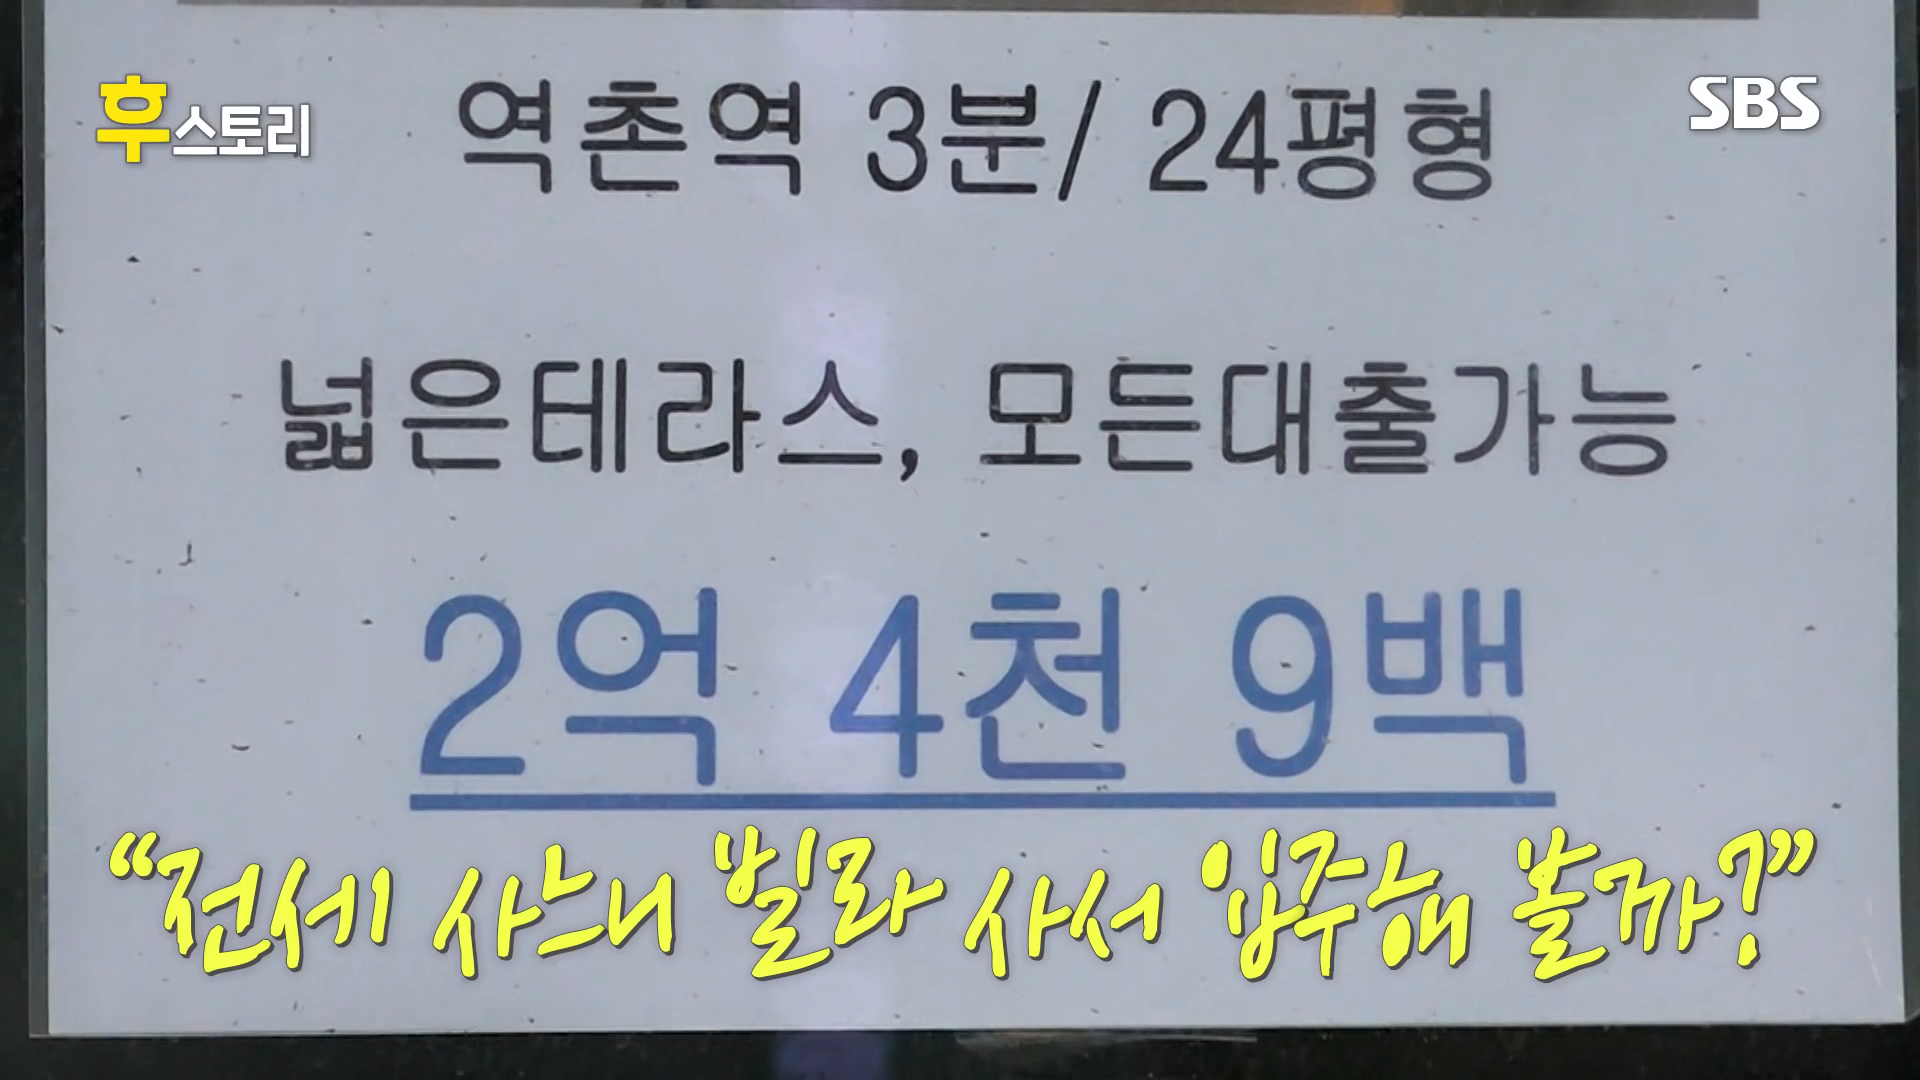 후스토리
SBS
역촌역 3분/ 24평형
넓은테라스, 모든대출가능
2억 4천 9백
“전세 사느니 빌라 사서 입주해 볼까?”